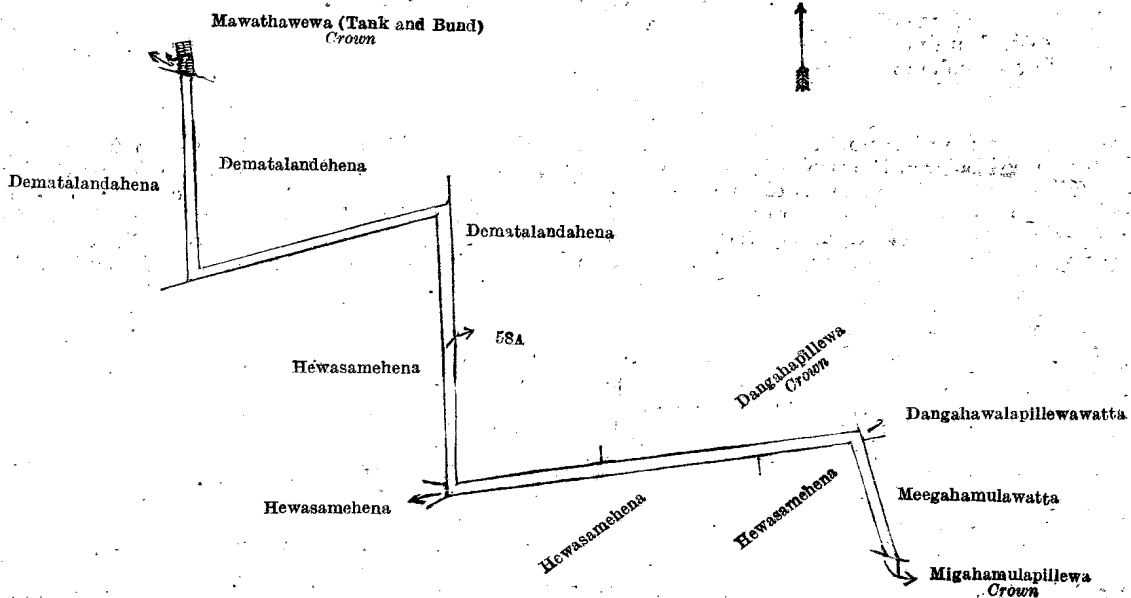 Mawathawewa (Tank and Bund)
Crown
Dematalandehena
Dematalandahena
Dematalandahena
58A
Hewasamehena
Dangahapillewa
Crown
Dangahawalapillewawatta
Hewasamehena
Hewasamehena
Hewasamehena
Meegahamulawatta
Migahamulapillewa
Crown